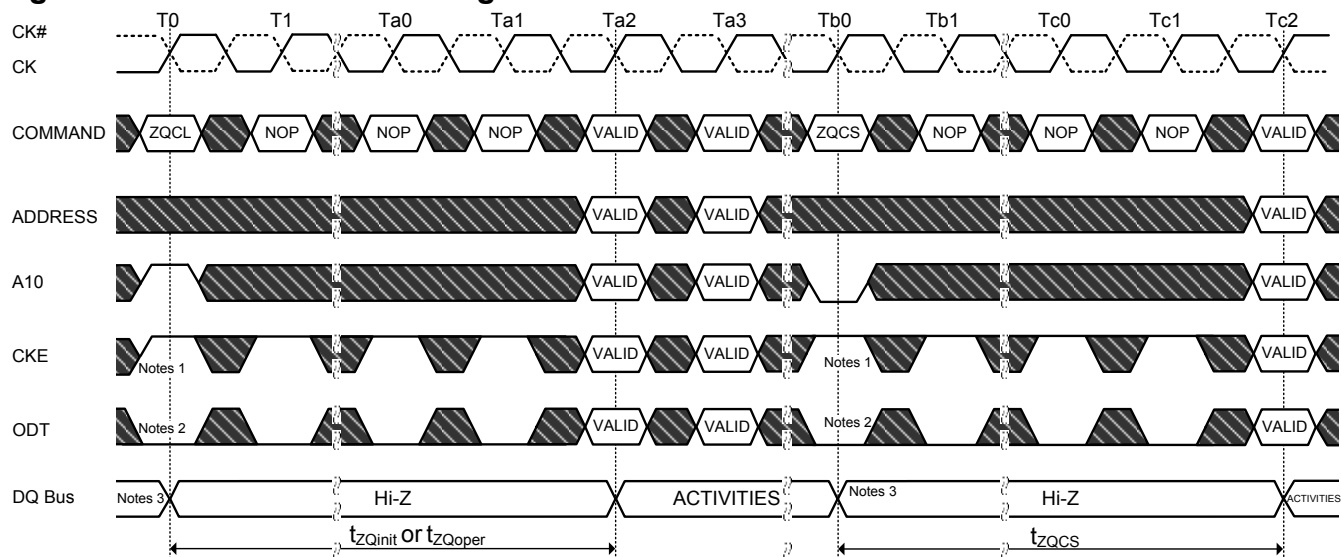 T0 T1 Ta0 Ta1 Ta2 Ta3 Tb0 Tb1 Tc0 Tc1 Tc2
CK#
CK
COMMAND ZQCL NOP NOP NOP VALID VALID ZQCS NOP NOP NOP VALID
ADDRESS VALID VALID VALID
A10 VALID VALID VALID
CKE Notes 1 VALID VALID Notes 1 VALID
ODT Notes 2 VALID VALID Notes 2 VALID
DQ Bus Notes 3 Hi-Z ACTIVITIES Notes 3 Hi-Z ACTIVITIES
tZQinit or tZQoper tZQCS